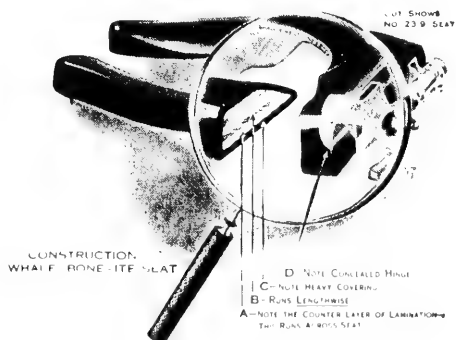 CUT SHOWS
NO. 23·9 SEAT
CONSTRUCTION
WHALE-BONE-ITE SEAT
D NOTE CONCEALED HINGE
C-NOTE HEAVY COVERING
B-RUNS LENGTHWISE
A-NOTE THE COUNTER LAYER OF LAMINATION
RUNS ACROSS SEAT